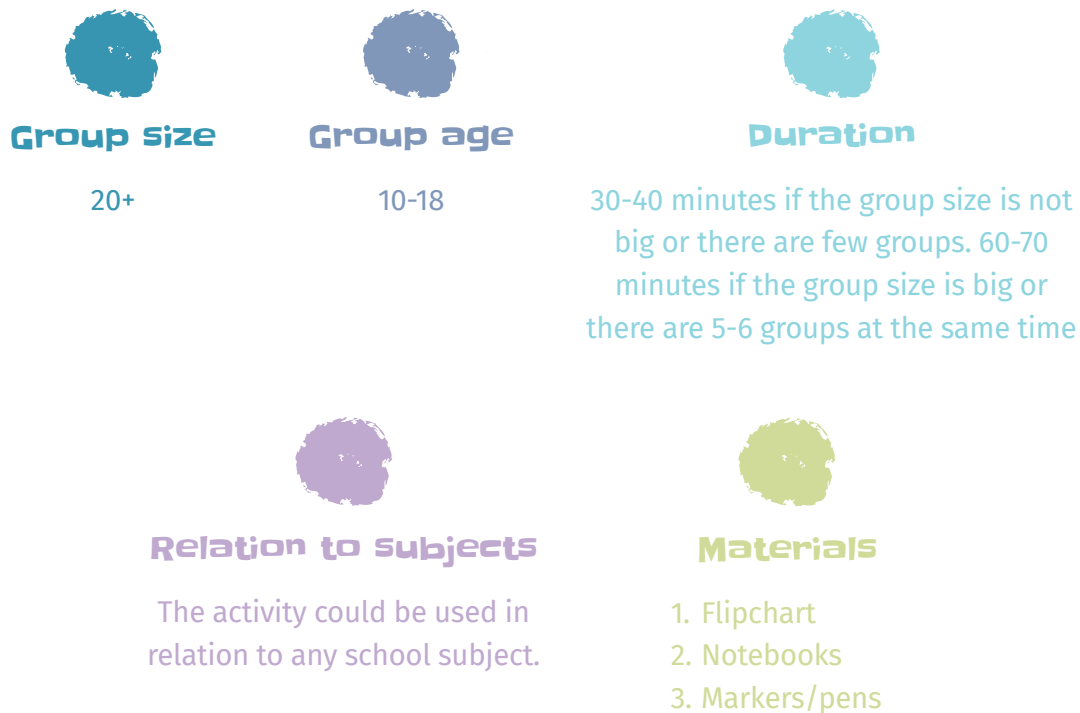 Group size
20+
Group age
10-18
Duration
30-40 minutes if the group size is not
big or there are few groups. 60-70
minutes if the group size is big or
there are 5-6 groups at the same time
Relation to subjects
The activity could be used in
relation to any school subject.
Materials
1. Flipchart
2. Notebooks
3. Markers/pens